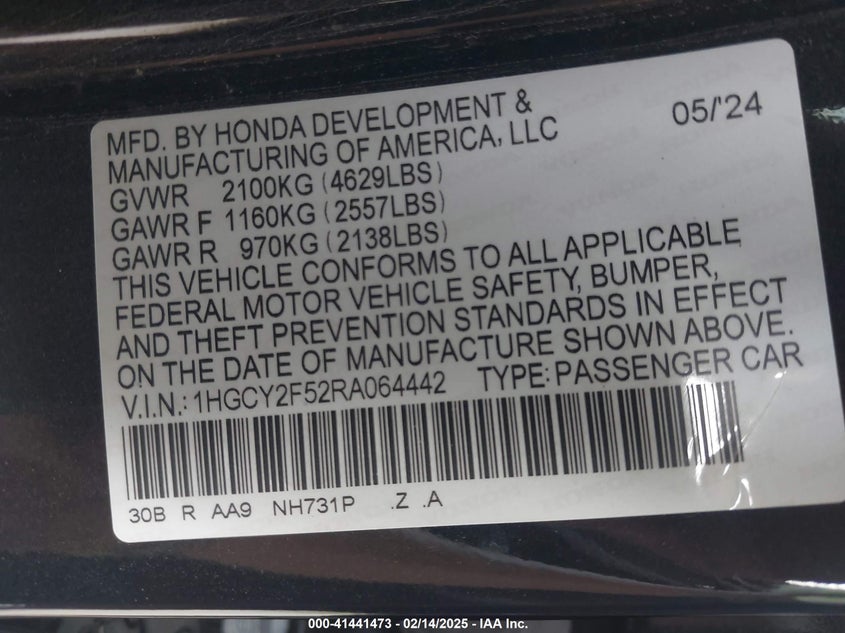 MFD. BY HONDA DEVELOPMENT & 05/'24
MANUFACTURING OF AMERICA, LLC
GVWR 2100KG (4629LBS)
GAWR F 1160KG (2557LBS)
GAWR R 970KG (2138LBS)
THIS VEHICLE CONFORMS TO ALL APPLICABLE
FEDERAL MOTOR VEHICLE SAFETY, BUMPER,
AND THEFT PREVENTION STANDARDS IN EFFECT
ON THE DATE OF MANUFACTURE SHOWN ABOVE.
V.I.N.: 1HGCY2F52RA064442 TYPE: PASSENGER CAR
30B R AA9 NH731P .Z .A
000-41441473 - 02/14/2025 - IAA Inc.